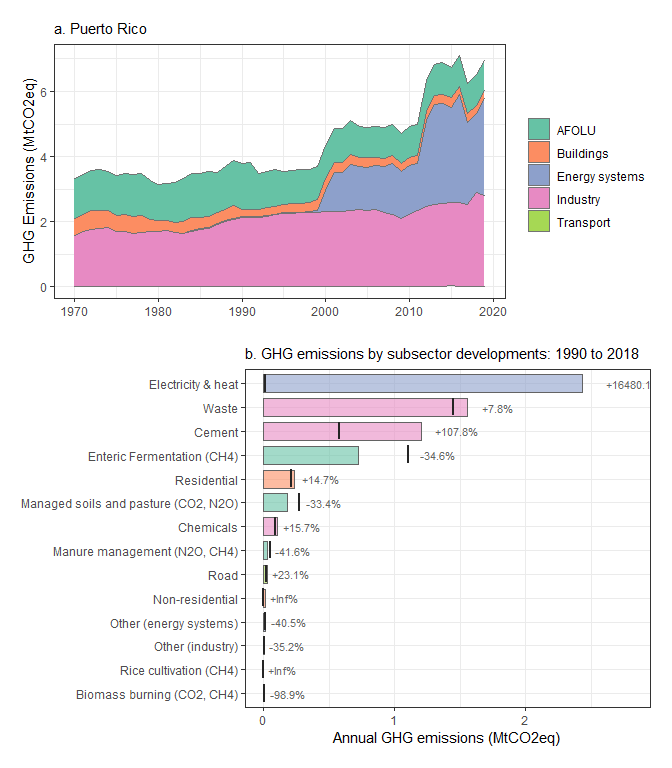 a. Puerto Rico
GHG Emissions (MtCO2eq)
6
4
2
0
1970
1980
1990
2000
2010
2020
AFOLU
Buildings
Energy systems
Industry
Transport
b. GHG emissions by subsector developments: 1990 to 2018
Electricity & heat +16480.1
Waste +7.8%
Cement +107.8%
Enteric Fermentation (CH4) -34.6%
Residential +14.7%
Managed soils and pasture (CO2, N2O) -33.4%
Chemicals +15.7%
Manure management (N2O, CH4) -41.6%
Road +23.1%
Non-residential +Inf%
Other (energy systems) -40.5%
Other (industry) -35.2%
Rice cultivation (CH4) +Inf%
Biomass burning (CO2, CH4) -98.9%
0 1 2
Annual GHG emissions (MtCO2eq)